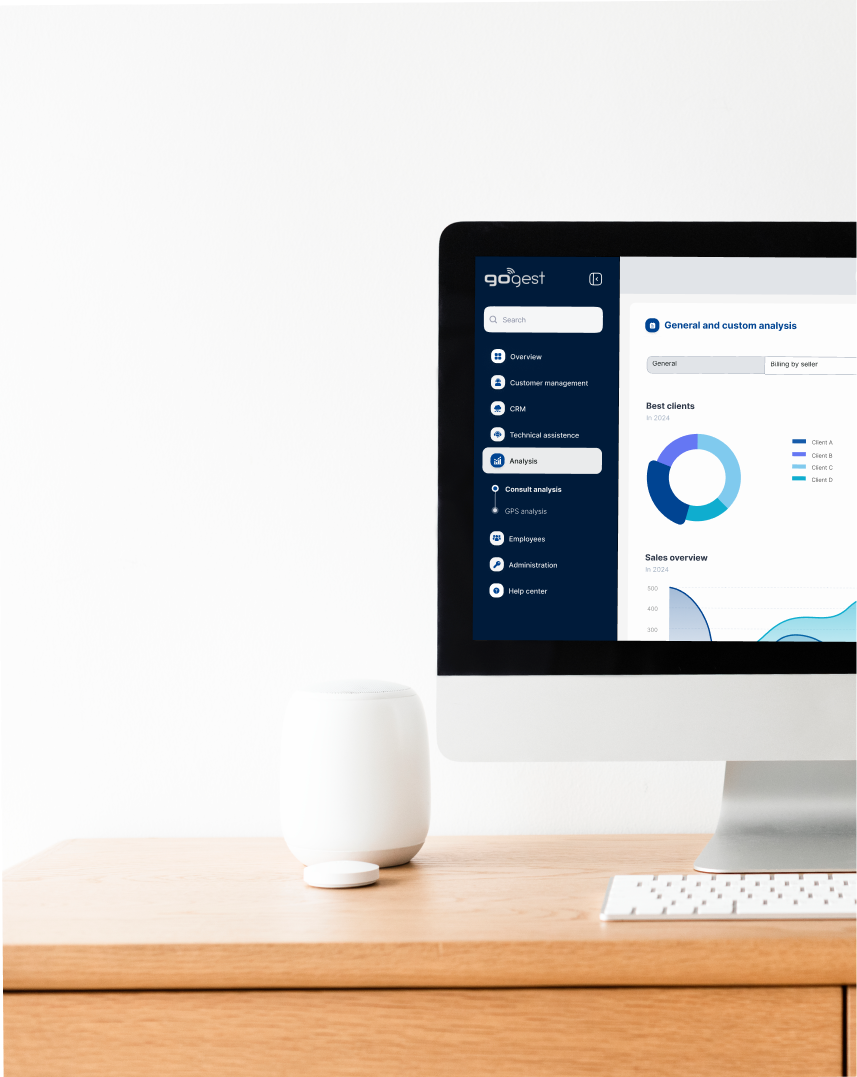 gogest
Search
Overview
Customer management
CRM
Technical assistence
Analysis
Consult analysis
GPS analysis
Employees
Administration
Help center
General and custom analysis
General
Billing by seller
Best clients
In 2024
Client A
Client B
Client C
Client D
Sales overview
In 2024
500
400
300